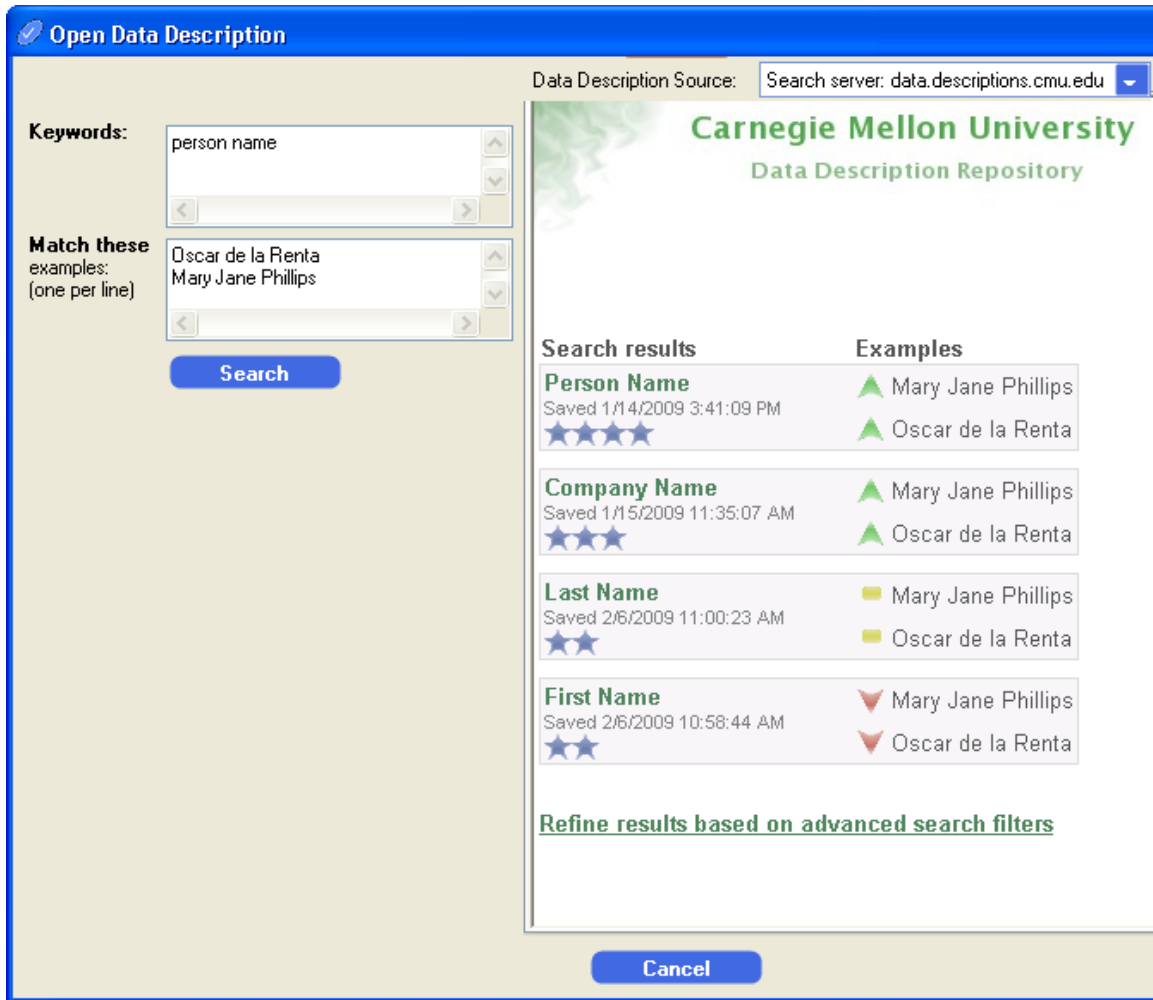 Open Data Description
Data Description Source: Search server: data.descriptions.cmu.edu
Keywords:
person name
Match these
examples:
(one per line)
Oscar de la Renta
Mary Jane Phillips
Search
Carnegie Mellon University
Data Description Repository
Search results Examples
Person Name
Saved 1/14/2009 3:41:09 PM
Mary Jane Phillips
Oscar de la Renta
Company Name
Saved 1/15/2009 11:35:07 AM
Mary Jane Phillips
Oscar de la Renta
Last Name
Saved 2/6/2009 11:00:23 AM
Mary Jane Phillips
Oscar de la Renta
First Name
Saved 2/6/2009 10:58:44 AM
Mary Jane Phillips
Oscar de la Renta
Refine results based on advanced search filters
Cancel